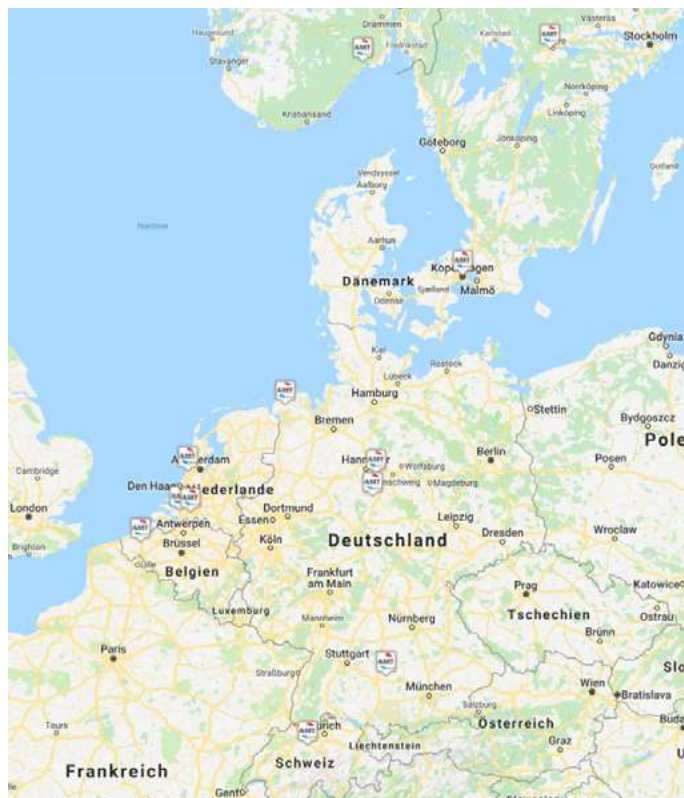 Drammen
Västerås
Haugesund
Karlstad
Stockholm
Stavanger
Fredrikstad
Norrköping
Kristiansand
Linköping
Göteborg
Jönköping
Vendsyssel
Aalborg
Gotland
Nordsee
Aarhus
Dänemark
Sjælland
Malmö
Odense
Gdynia
Danzig
Kiel
Rostock
Lübeck
Hamburg
Stettin
Bremen
Bydgoszcz
Berlin
Posen
Cambridge
Wolfsburg
Den Haag
Magdeburg
London
Dortmund
Antwerpen
Essen
Leipzig
Brighton
Brüssel
Köln
Deutschland
Dresden
Wroclaw
Lille
Belgien
Frankfurt
am Main
Prag
Katowice
Luxemburg
Tschechien
Ostrau
Mannheim
Nürnberg
Brünn
Paris
Stuttgart
Straßburg
München
Wien
Bratislava
Salzburg
Tours
Österreich
Liechtenstein
Graz
Frankreich
Schweiz
Genf